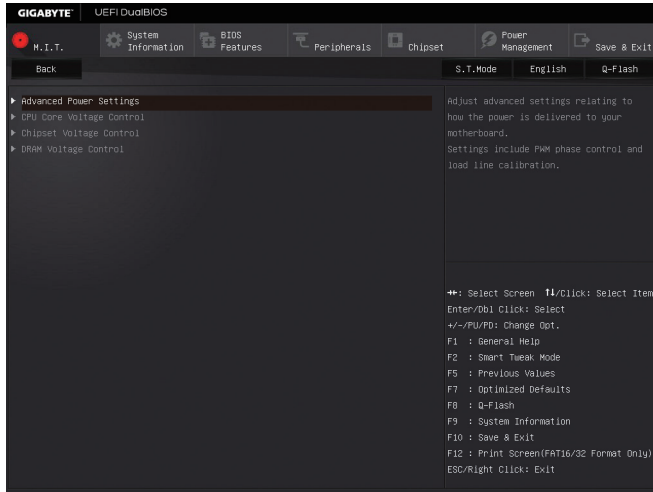 GIGABYTE™ UEFI DualBIOS
M.I.T.
System Information
BIOS Features
Peripherals
Chipset
Power Management
Save & Exit
Back
S.T.Mode English Q-Flash
Advanced Power Settings
CPU Core Voltage Control
Chipset Voltage Control
DRAM Voltage Control
Adjust advanced settings relating to
how the power is delivered to your
motherboard.
Settings include PWM phase control and
load line calibration.
→←: Select Screen ↑↓/Click: Select Item
Enter/Dbl Click: Select
+/-/PU/PD: Change Opt.
F1 : General Help
F2 : Smart Tweak Mode
F5 : Previous Values
F7 : Optimized Defaults
F8 : Q-Flash
F9 : System Information
F10 : Save & Exit
F12 : Print Screen(FAT16/32 Format Only)
ESC/Right Click: Exit